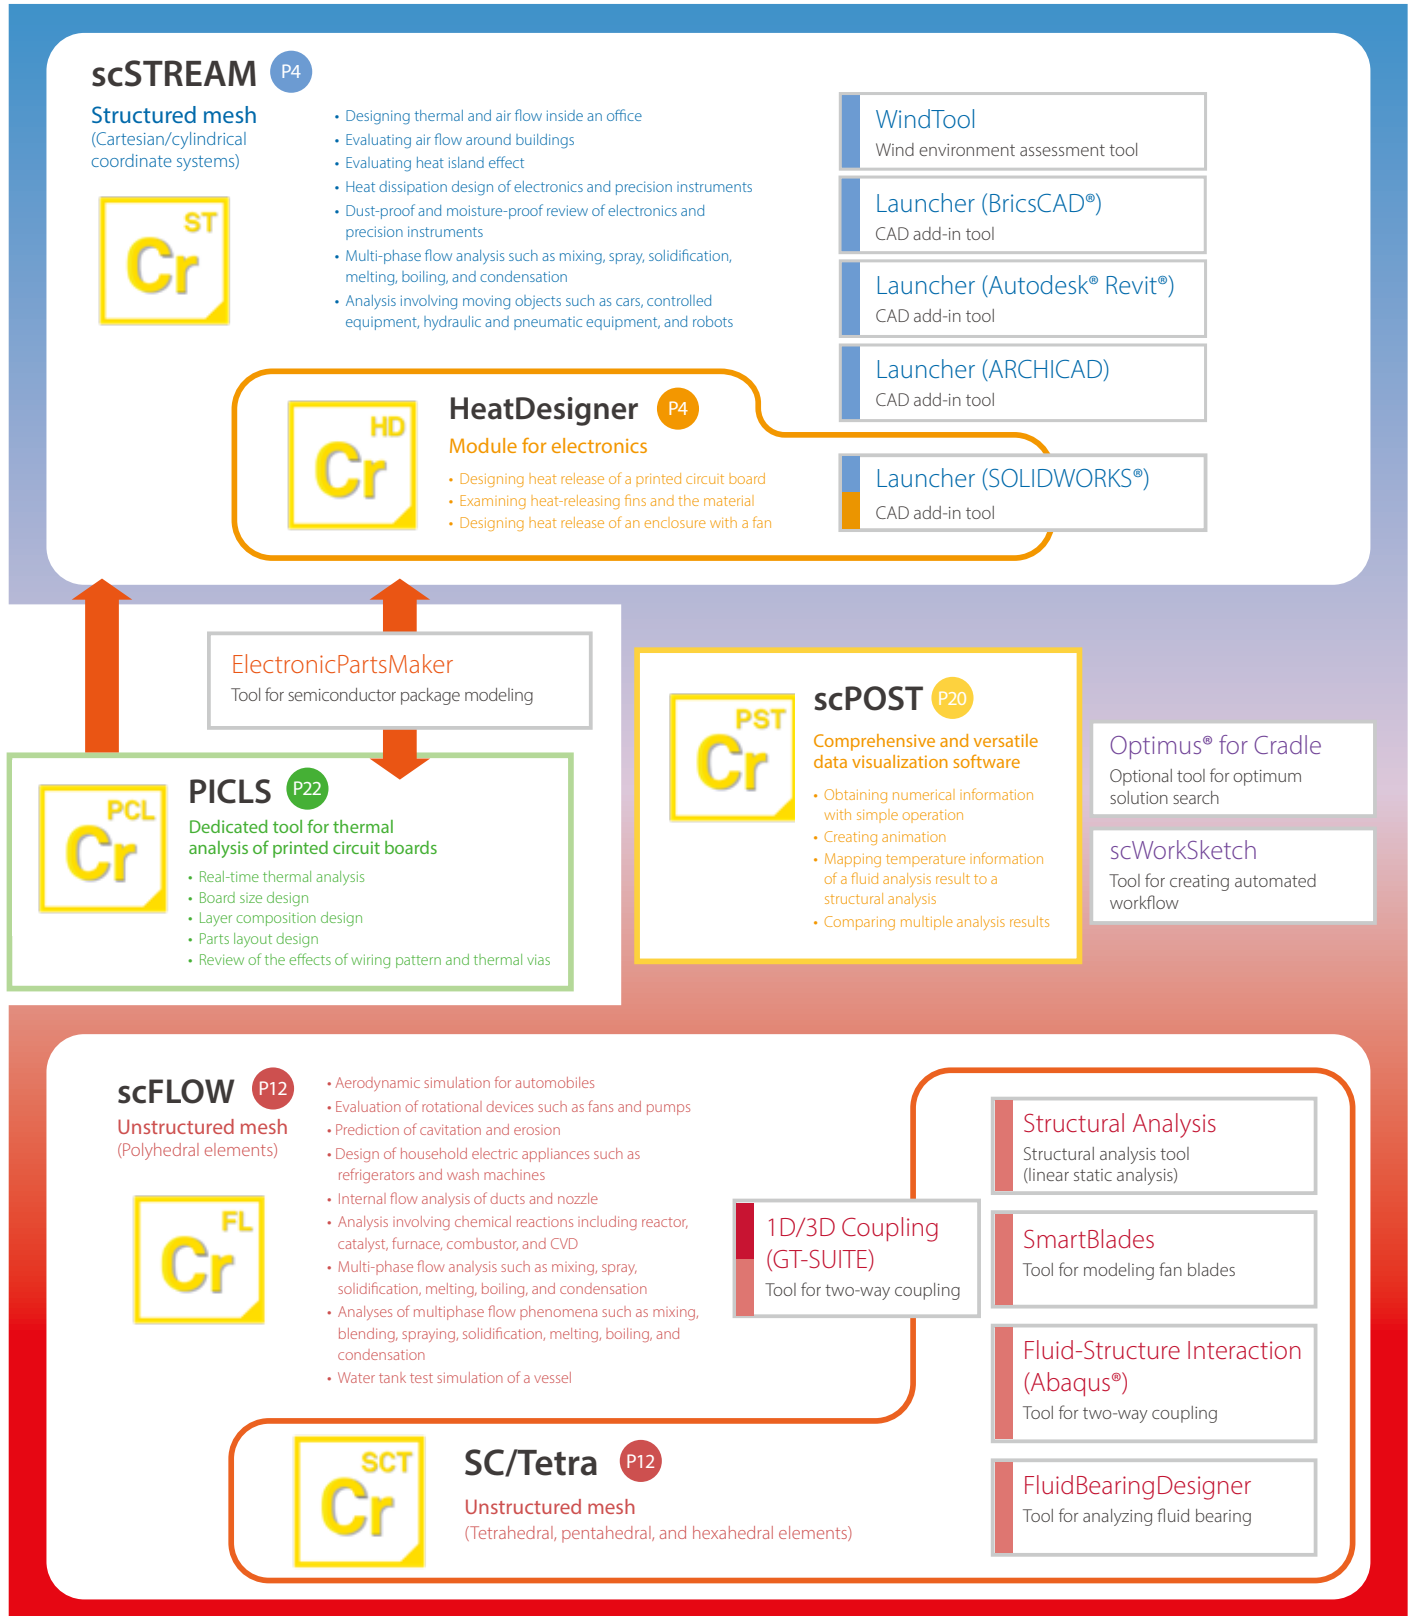 scSTREAM P4
Structured mesh
(Cartesian/cylindrical
coordinate systems)
ST
Cr
• Designing thermal and air flow inside an office
• Evaluating air flow around buildings
• Evaluating heat island effect
• Heat dissipation design of electronics and precision instruments
• Dust-proof and moisture-proof review of electronics and
precision instruments
• Multi-phase flow analysis such as mixing, spray, solidification,
melting, boiling, and condensation
• Analysis involving moving objects such as cars, controlled
equipment, hydraulic and pneumatic equipment, and robots
WindTool
Wind environment assessment tool
Launcher (BricsCAD®)
CAD add-in tool
Launcher (Autodesk® Revit®)
CAD add-in tool
Launcher (ARCHICAD)
CAD add-in tool
Launcher (SOLIDWORKS®)
CAD add-in tool
HD
Cr
HeatDesigner P4
Module for electronics
• Designing heat release of a printed circuit board
• Examining heat-releasing fins and the material
• Designing heat release of an enclosure with a fan
ElectronicPartsMaker
Tool for semiconductor package modeling
PCL
Cr
PICLS P22
Dedicated tool for thermal
analysis of printed circuit boards
• Real-time thermal analysis
• Board size design
• Layer composition design
• Parts layout design
• Review of the effects of wiring pattern and thermal vias
PST
Cr
scPOST P20
Comprehensive and versatile
data visualization software
• Obtaining numerical information
with simple operation
• Creating animation
• Mapping temperature information
of a fluid analysis result to a
structural analysis
• Comparing multiple analysis results
Optimus® for Cradle
Optional tool for optimum
solution search
scWorkSketch
Tool for creating automated
workflow
scFLOW P12
Unstructured mesh
(Polyhedral elements)
FL
Cr
• Aerodynamic simulation for automobiles
• Evaluation of rotational devices such as fans and pumps
• Prediction of cavitation and erosion
• Design of household electric appliances such as
refrigerators and wash machines
• Internal flow analysis of ducts and nozzle
• Analysis involving chemical reactions including reactor,
catalyst, furnace, combustor, and CVD
• Multi-phase flow analysis such as mixing, spray,
solidification, melting, boiling, and condensation
• Analyses of multiphase flow phenomena such as mixing,
blending, spraying, solidification, melting, boiling, and
condensation
• Water tank test simulation of a vessel
1D/3D Coupling
(GT-SUITE)
Tool for two-way coupling
Structural Analysis
Structural analysis tool
(linear static analysis)
SmartBlades
Tool for modeling fan blades
Fluid-Structure Interaction
(Abaqus®)
Tool for two-way coupling
FluidBearingDesigner
Tool for analyzing fluid bearing
SCT
Cr
SC/Tetra P12
Unstructured mesh
(Tetrahedral, pentahedral, and hexahedral elements)